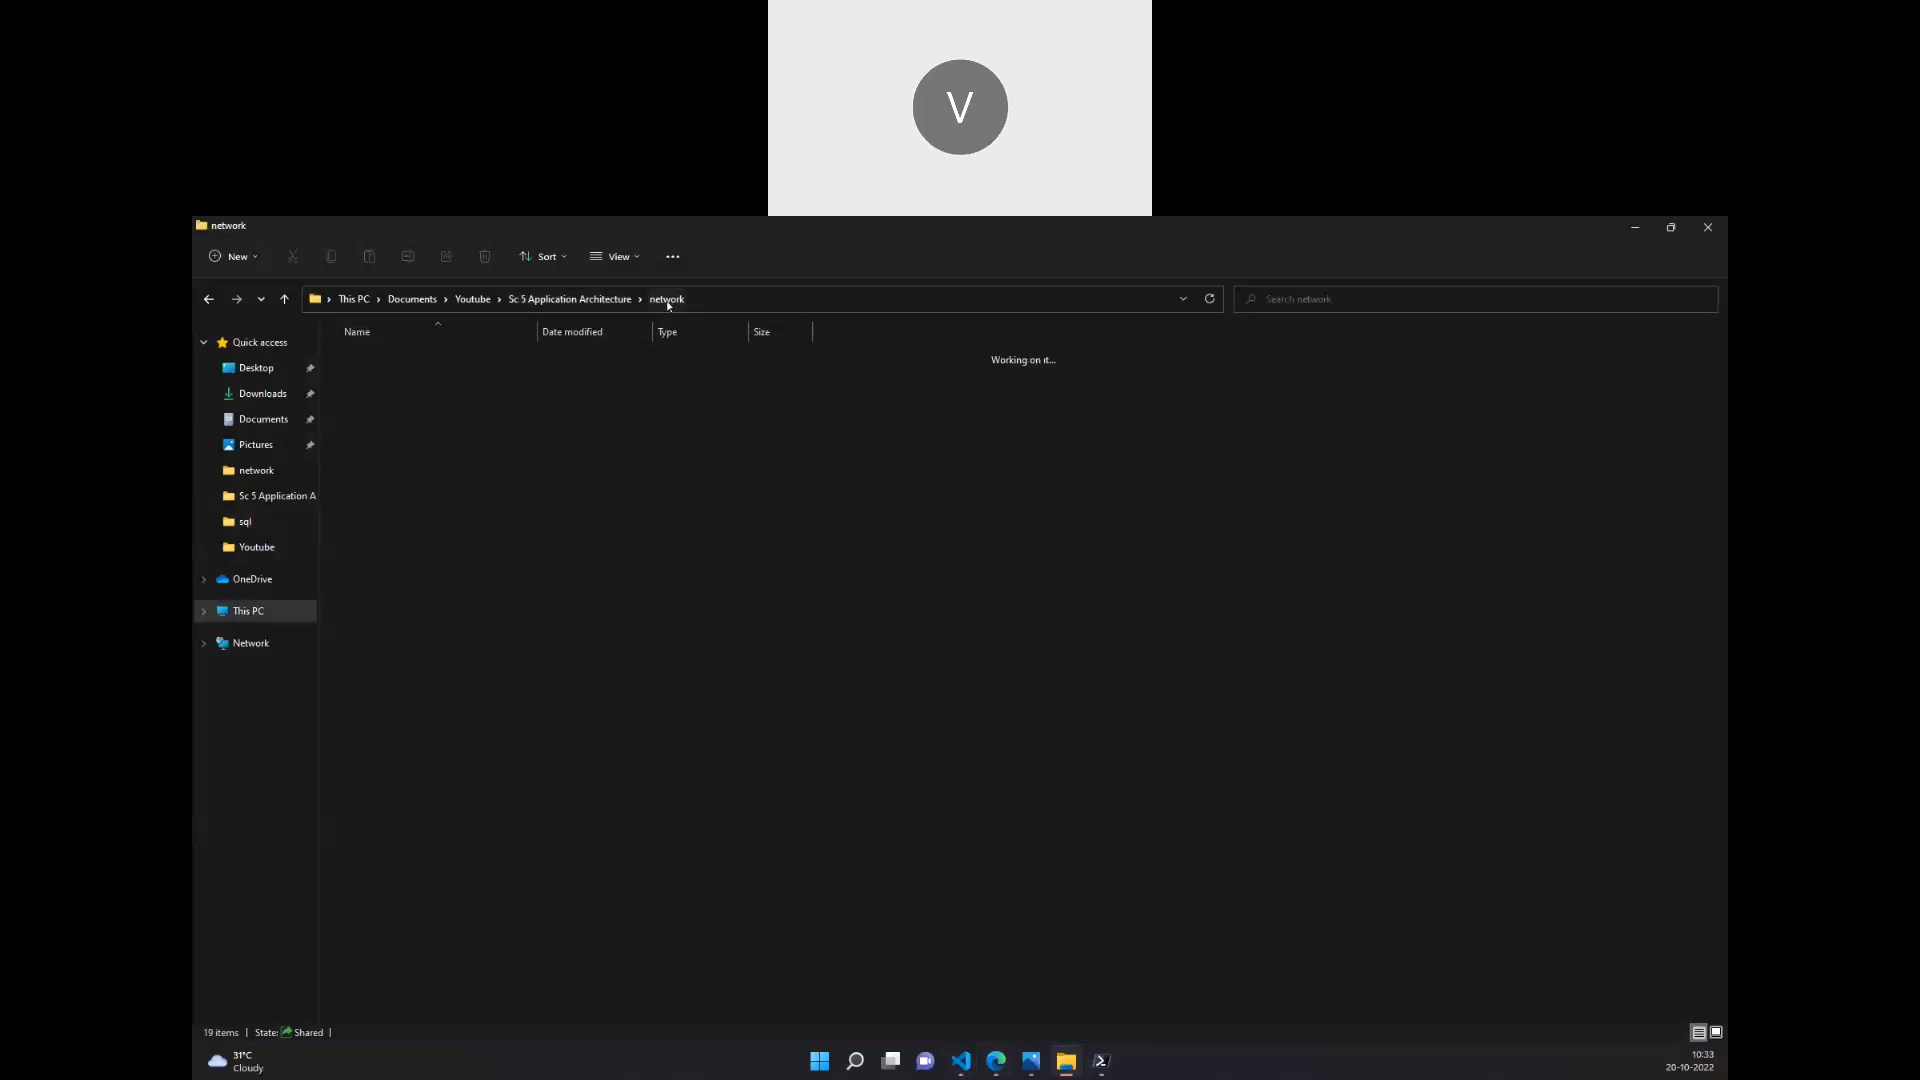 V
network
New
Sort
View
This PC
Documents
Youtube
Sc 5 Application Architecture
network
Search network
Name
Date modified
Type
Size
Working on it...
Quick access
Desktop
Downloads
Documents
Pictures
network
Sc 5 Application A
sql
Youtube
OneDrive
This PC
Network
19 items
State: Shared
31°C
Cloudy
10:33
20-10-2022